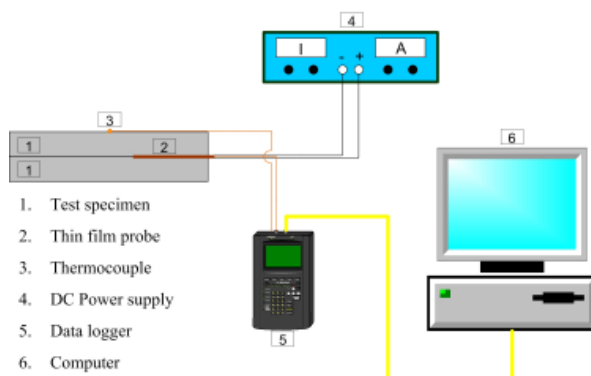 4
I
A
- +
3
1
2
1
6
5
1. Test specimen
2. Thin film probe
3. Thermocouple
4. DC Power supply
5. Data logger
6. Computer